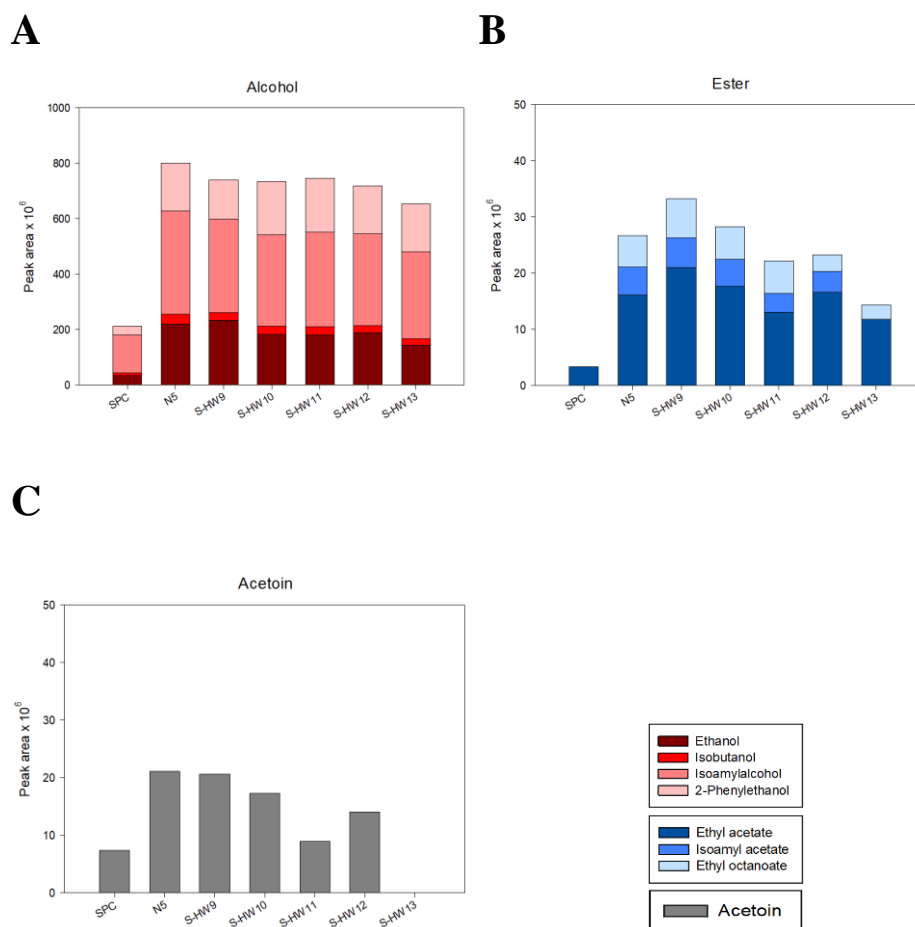 A
Alcohol
Peak area x 10⁶
1000
800
600
400
200
0
SPC
N5
S-HW9
S-HW10
S-HW11
S-HW12
S-HW13
B
Ester
Peak area x 10⁶
50
40
30
20
10
0
SPC
N5
S-HW9
S-HW10
S-HW11
S-HW12
S-HW13
C
Acetoin
Peak area x 10⁶
50
40
30
20
10
0
SPC
N5
S-HW9
S-HW10
S-HW11
S-HW12
S-HW13
Ethanol
Isobutanol
Isoamylalcohol
2-Phenylethanol
Ethyl acetate
Isoamyl acetate
Ethyl octanoate
Acetoin